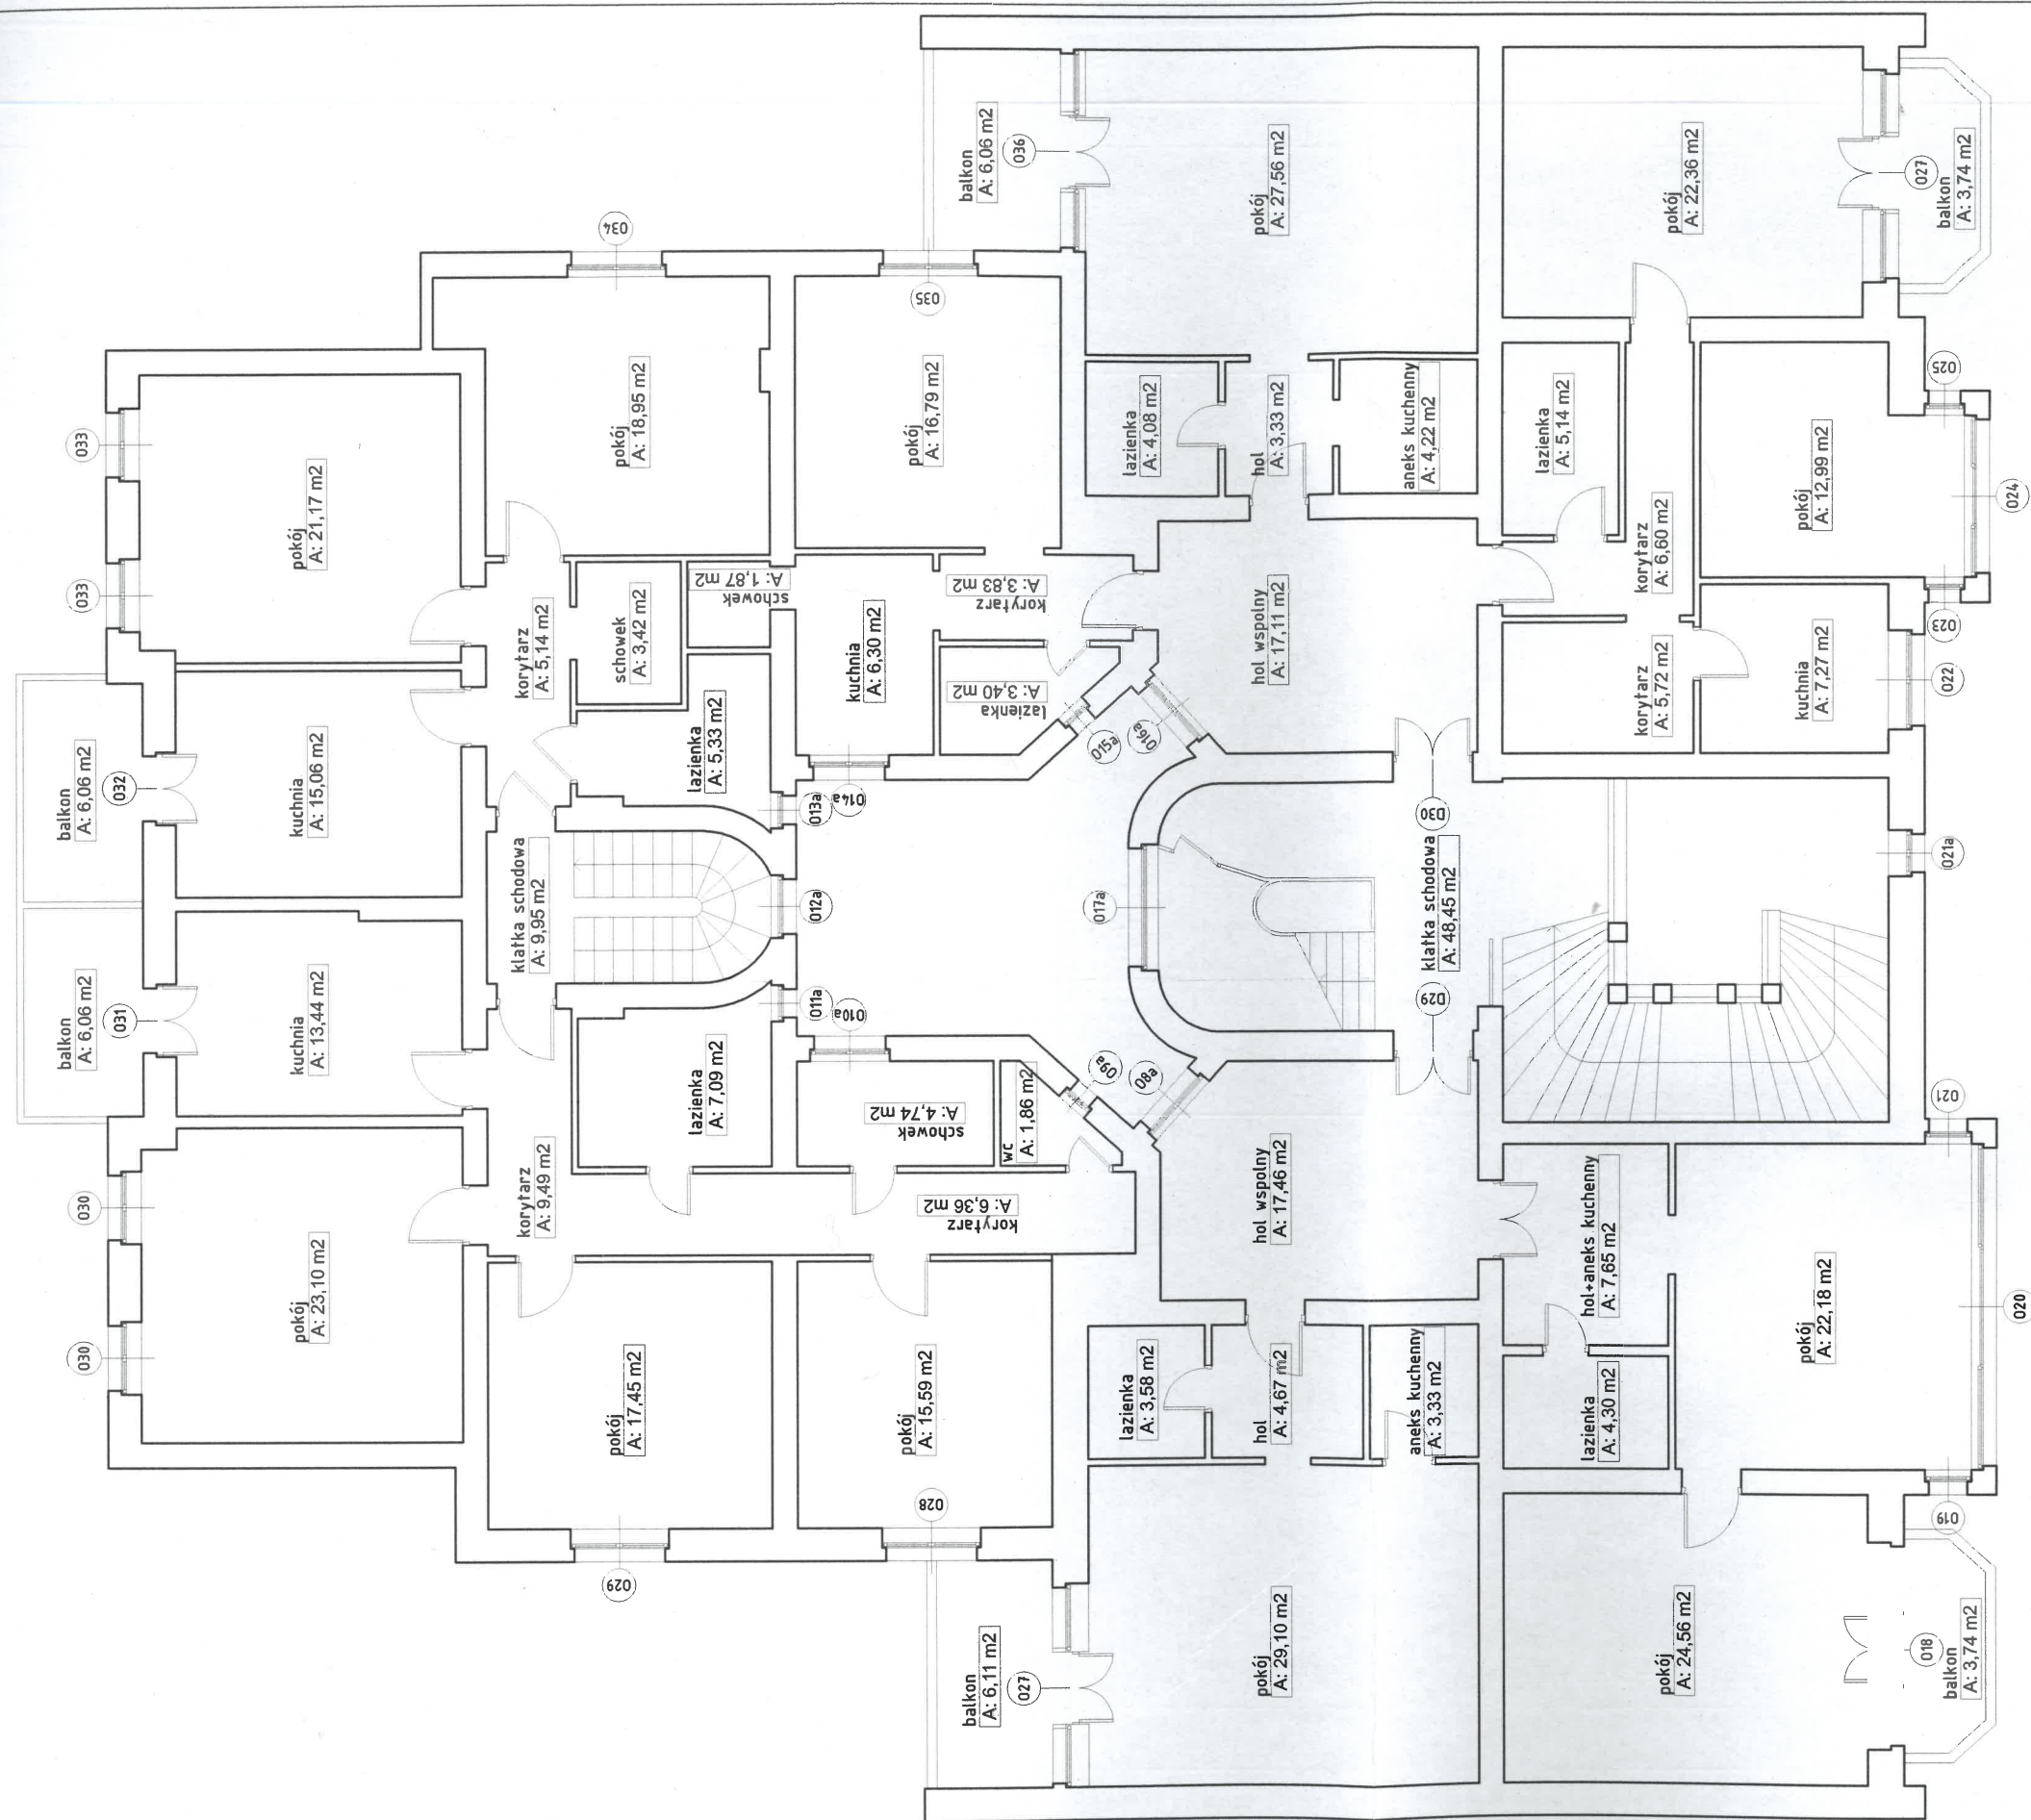 balkon
A: 6,06 m2
036
pokój
A: 27,56 m2
pokój
A: 22,36 m2
027
balkon
A: 3,74 m2
034
035
033
pokój
A: 21,17 m2
033
pokój
A: 18,95 m2
pokój
A: 16,79 m2
lazienka
A: 4,08 m2
hol
A: 3,33 m2
aneks kuchenny
A: 4,22 m2
lazienka
A: 5,14 m2
025
pokój
A: 12,99 m2
024
023
korytarz
A: 5,14 m2
schowek
A: 3,42 m2
schowek
A: 1,87 m2
kuchnia
A: 6,30 m2
korytarz
A: 3,83 m2
lazienka
A: 3,40 m2
hol wspolny
A: 17,11 m2
korytarz
A: 6,60 m2
korytarz
A: 5,72 m2
kuchnia
A: 7,27 m2
022
balkon
A: 6,06 m2
032
kuchnia
A: 15,06 m2
lazienka
A: 5,33 m2
013a
014a
015a
016a
D30
021a
klatka schodowa
A: 9,95 m2
012a
017a
klatka schodowa
A: 48,45 m2
balkon
A: 6,06 m2
031
kuchnia
A: 13,44 m2
011a
010a
09a
08a
D29
lazienka
A: 7,09 m2
schowek
A: 4,74 m2
wc
A: 1,86 m2
021
030
pokój
A: 23,10 m2
030
korytarz
A: 9,49 m2
korytarz
A: 6,36 m2
hol wspolny
A: 17,46 m2
hol+aneks kuchenny
A: 7,65 m2
pokój
A: 22,18 m2
020
pokój
A: 17,45 m2
pokój
A: 15,59 m2
lazienka
A: 3,58 m2
hol
A: 4,67 m2
aneks kuchenny
A: 3,33 m2
lazienka
A: 4,30 m2
029
028
019
balkon
A: 6,11 m2
027
pokój
A: 29,10 m2
pokój
A: 24,56 m2
018
balkon
A: 3,74 m2